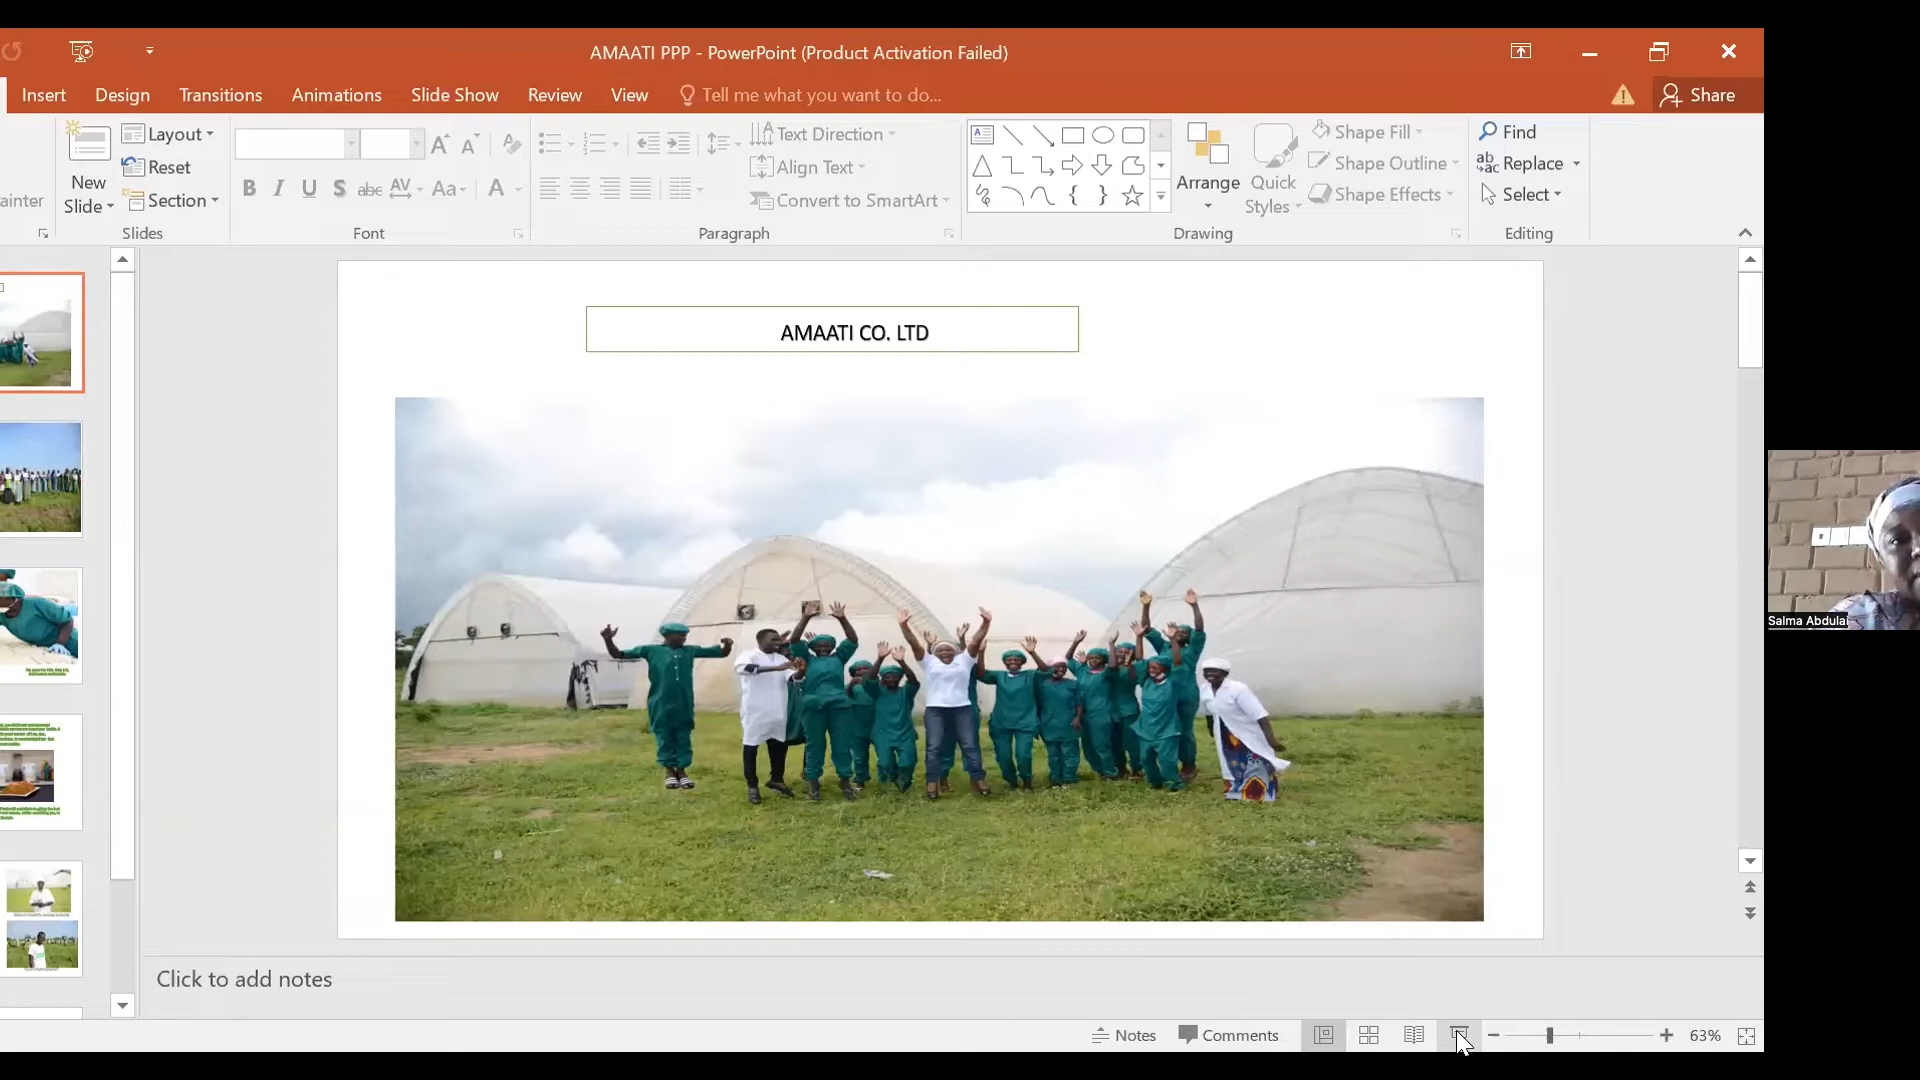 AMAATI PPP - PowerPoint (Product Activation Failed)
Insert Design Transitions Animations Slide Show Review View Tell me what you want to do... Share
Layout
Reset
Section
New
Slide
ainter
Slides
B I U S abc AV Aa A
Font
Text Direction
Align Text
Convert to SmartArt
Paragraph
Arrange
Quick
Styles
Shape Fill
Shape Outline
Shape Effects
Drawing
Find
Replace
Select
Editing
AMAATI CO. LTD
Salma Abdulai
Click to add notes
Notes Comments 63%